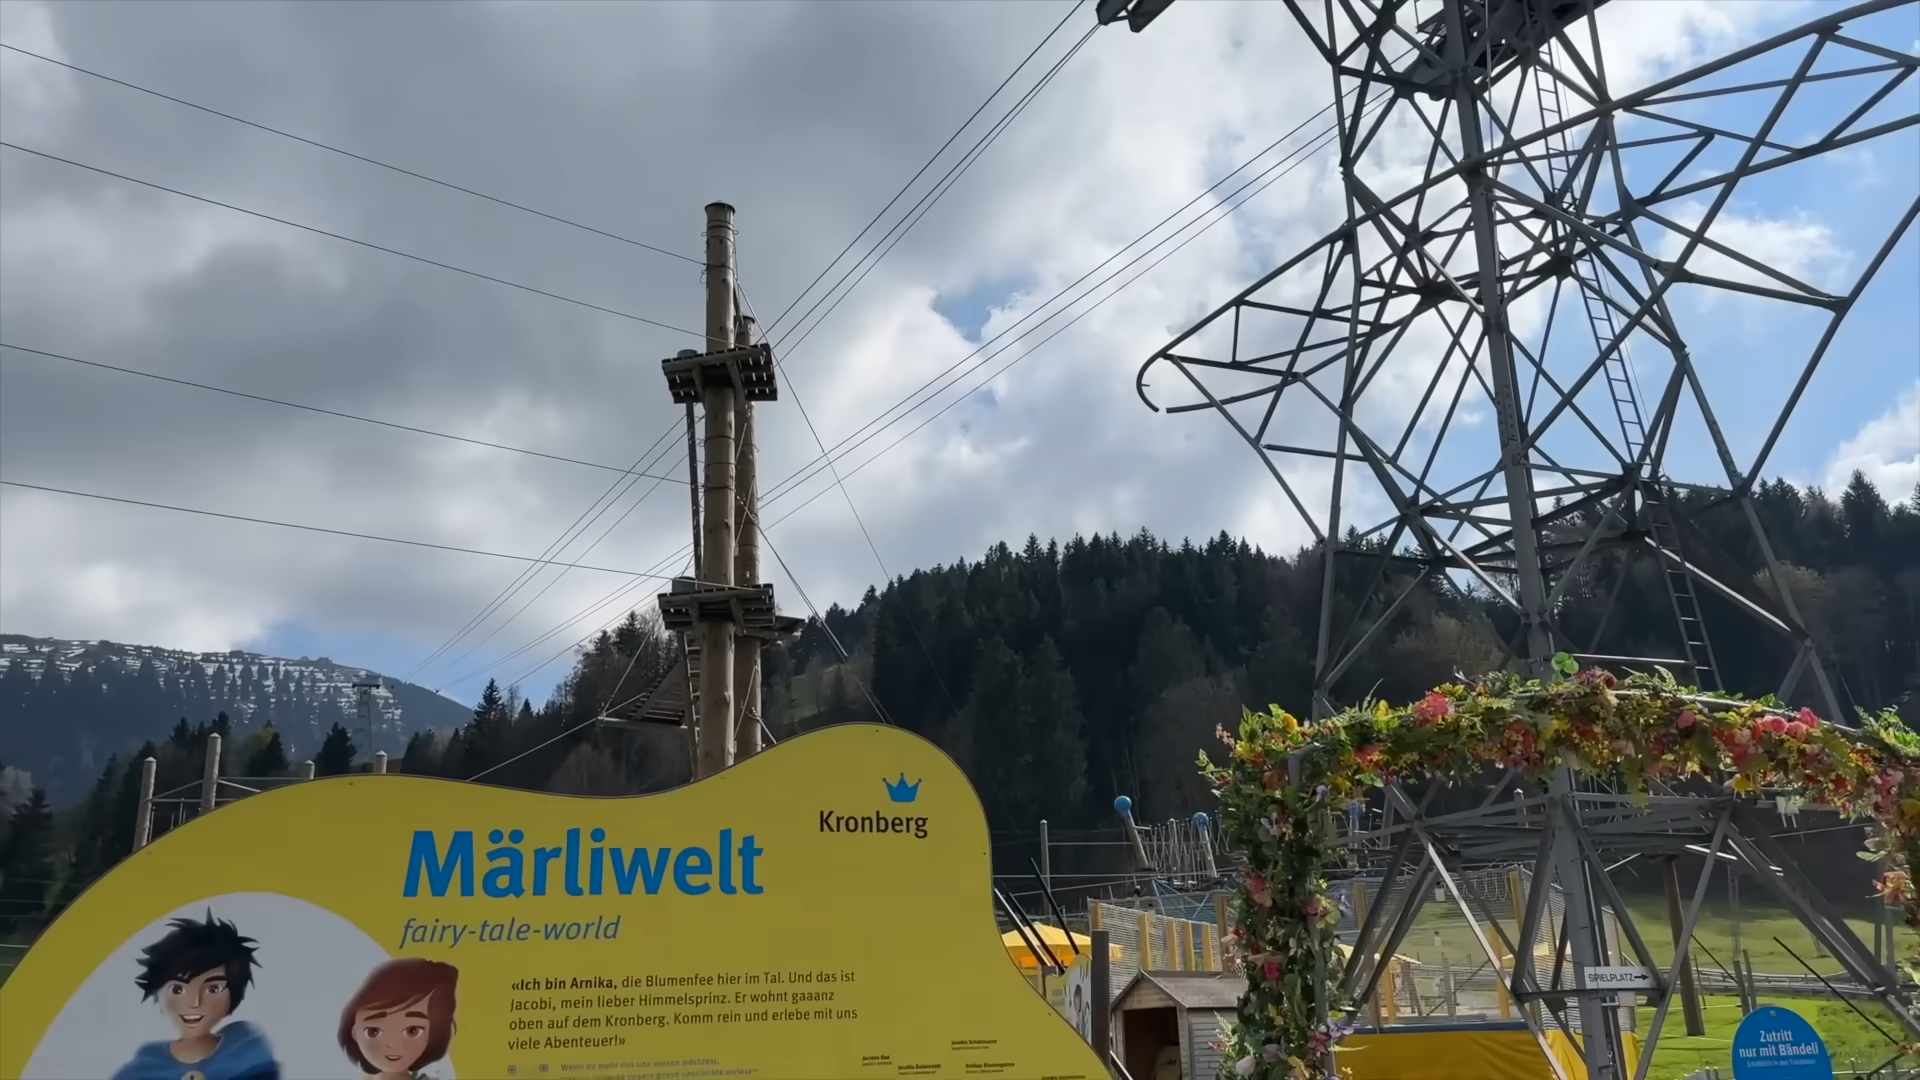 Kronberg
Märliwelt
fairy-tale-world
«Ich bin Arnika, die Blumenfee hier im Tal. Und das ist
Jacobi, mein lieber Himmelsprinz. Er wohnt gaaanz
oben auf dem Kronberg. Komm rein und erlebe mit uns
viele Abenteuer!»
SPIELPLATZ
Zutritt
nur mit Bändeli